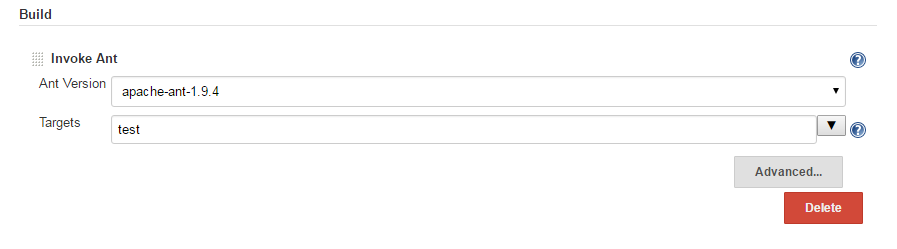 Build
Invoke Ant
Ant Version
apache-ant-1.9.4
Targets
test
Advanced...
Delete